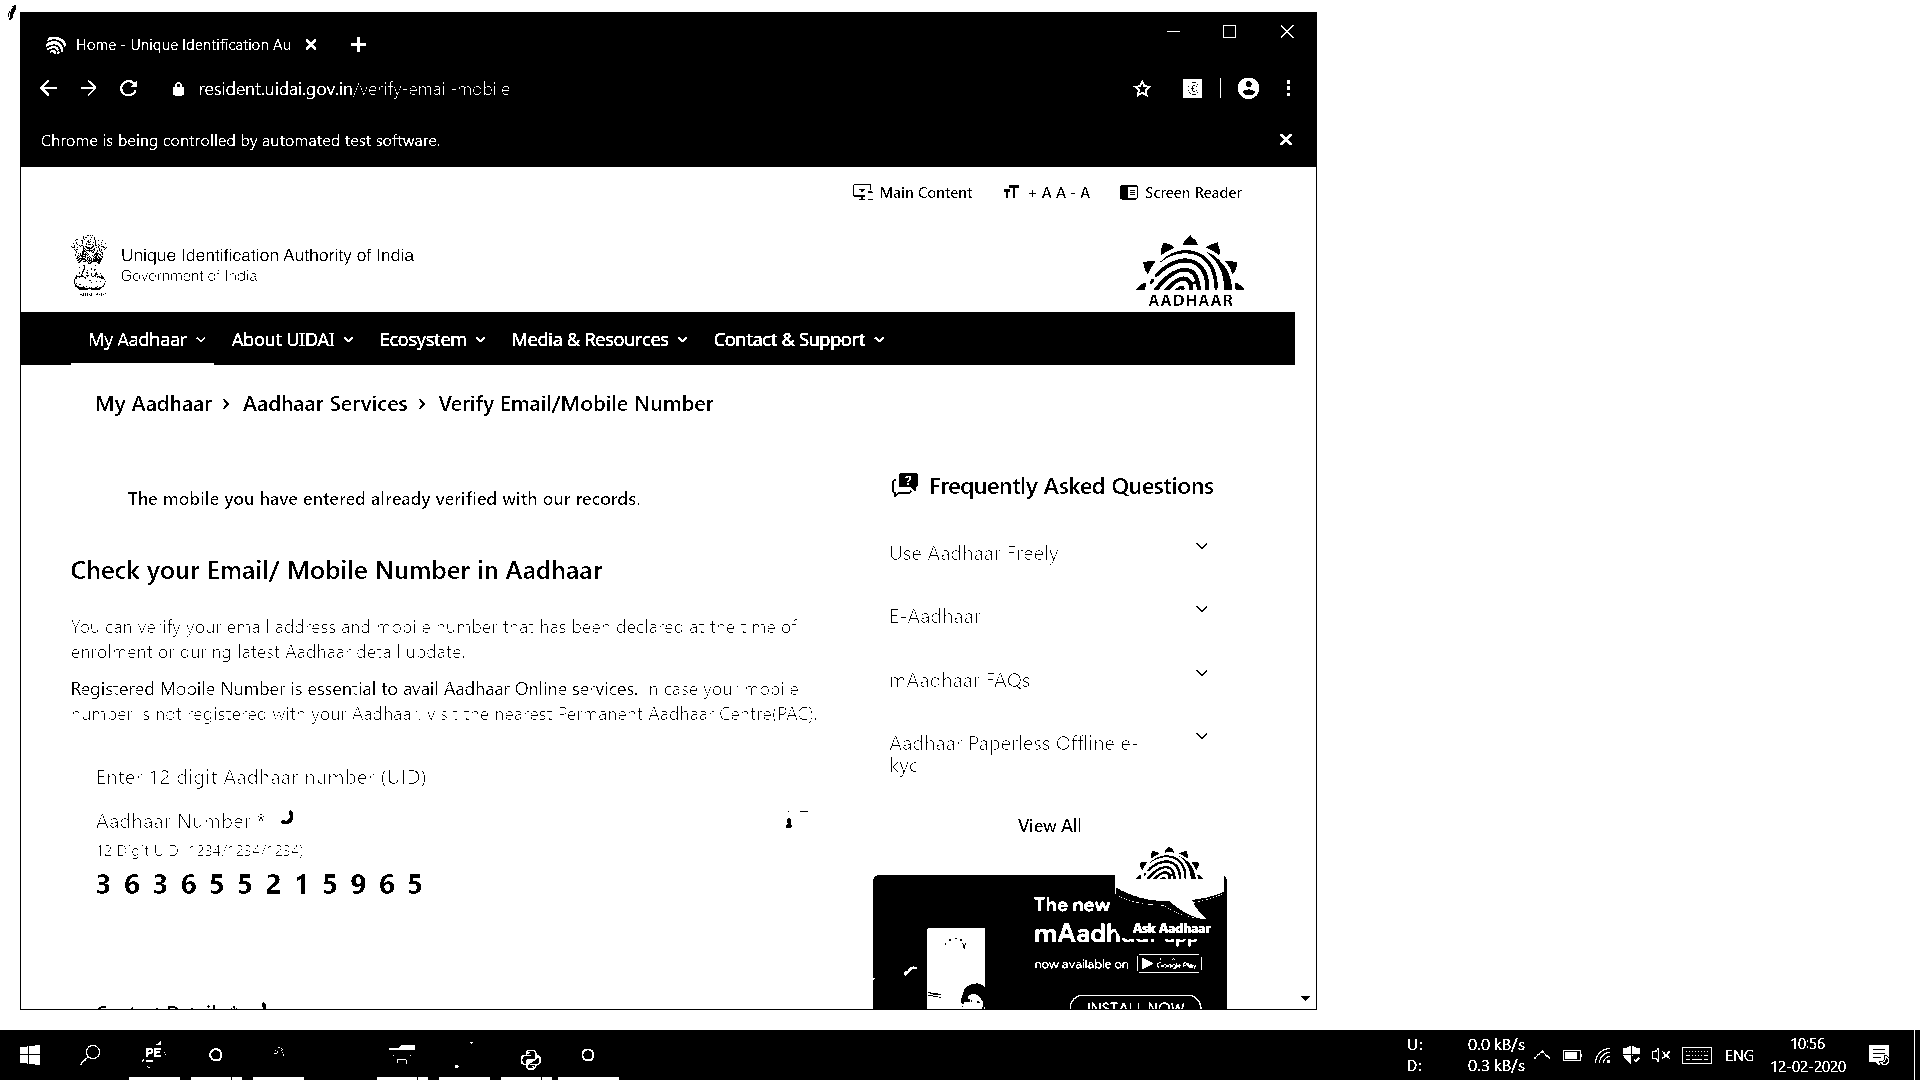 Home - Unique Identification Au
resident.uidai.gov.in/verify-email-mobile
Chrome is being controlled by automated test software.
Main Content + A A - A Screen Reader
Unique Identification Authority of India
Government of India
AADHAAR
My Aadhaar About UIDAI Ecosystem Media & Resources Contact & Support
My Aadhaar > Aadhaar Services > Verify Email/Mobile Number
The mobile you have entered already verified with our records.
Check your Email/ Mobile Number in Aadhaar
You can verify your email address and mobile number that has been declared at the time of
enrolment or during latest Aadhaar detail update.
Registered Mobile Number is essential to avail Aadhaar Online services. In case your mobile
number is not registered with your Aadhaar, visit the nearest Permanent Aadhaar Centre(PAC).
Enter 12 digit Aadhaar number (UID)
Aadhaar Number *
12 Digit UID (1234/1234/1234)
3 6 3 6 5 5 2 1 5 9 6 5
Frequently Asked Questions
Use Aadhaar Freely
E-Aadhaar
mAadhaar FAQs
Aadhaar Paperless Offline e-
kyc
View All
The new
mAadhaar app
Ask Aadhaar
now available on Google Play
INSTALL NOW
PE
U: 0.0 kB/s
D: 0.3 kB/s
ENG
10:56
12-02-2020